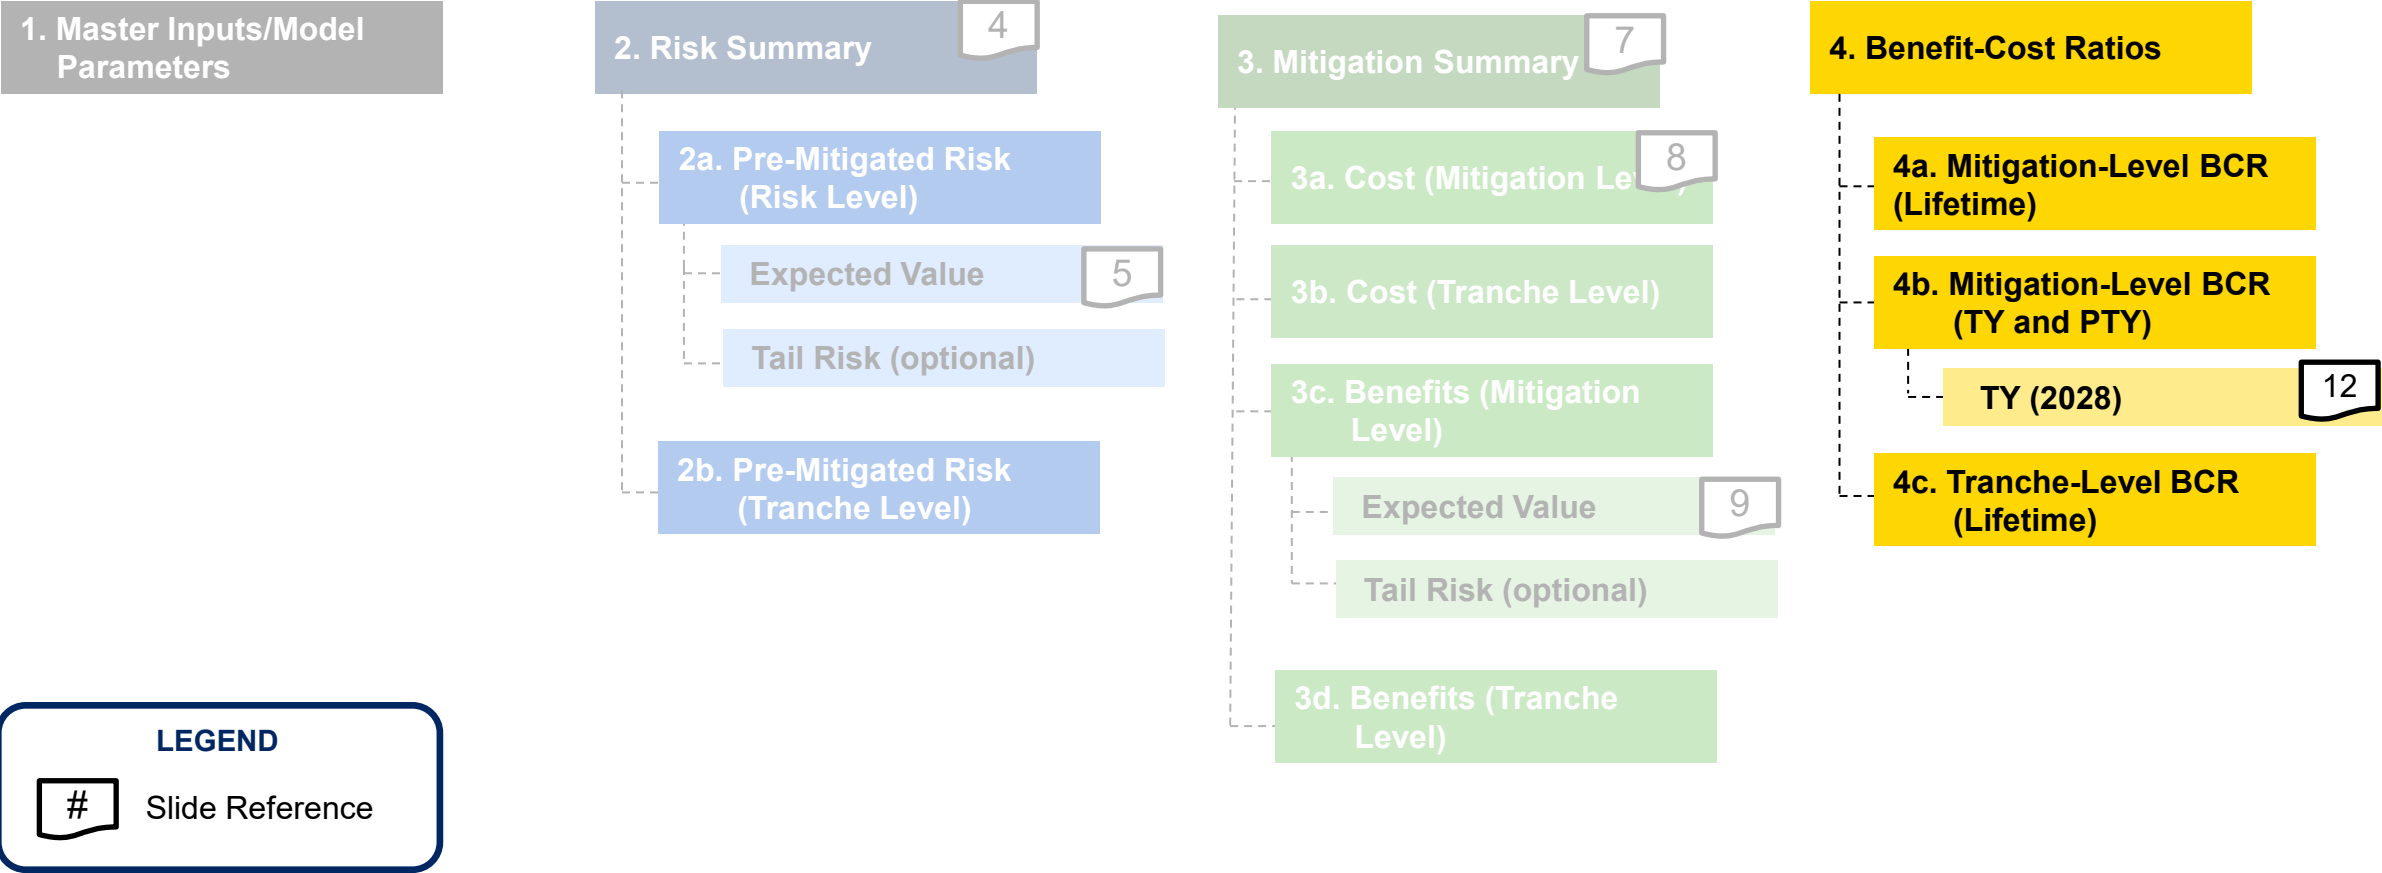 1. Master Inputs/Model
Parameters
2. Risk Summary
4
2a. Pre-Mitigated Risk
(Risk Level)
Expected Value
5
Tail Risk (optional)
2b. Pre-Mitigated Risk
(Tranche Level)
3. Mitigation Summary
7
3a. Cost (Mitigation
8
3b. Cost (Tranche Level)
3c. Benefits (Mitigation
Level)
Expected Value
9
Tail Risk (optional)
3d. Benefits (Tranche
Level)
4. Benefit-Cost Ratios
4a. Mitigation-Level BCR
(Lifetime)
4b. Mitigation-Level BCR
(TY and PTY)
TY (2028)
12
4c. Tranche-Level BCR
(Lifetime)
LEGEND
#
Slide Reference